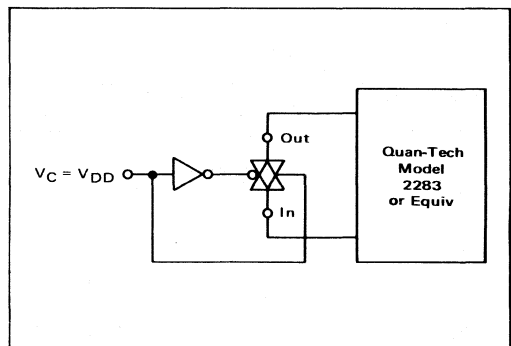 Out
V_C = V_DD
In
Quan-Tech
Model
2283
or Equiv